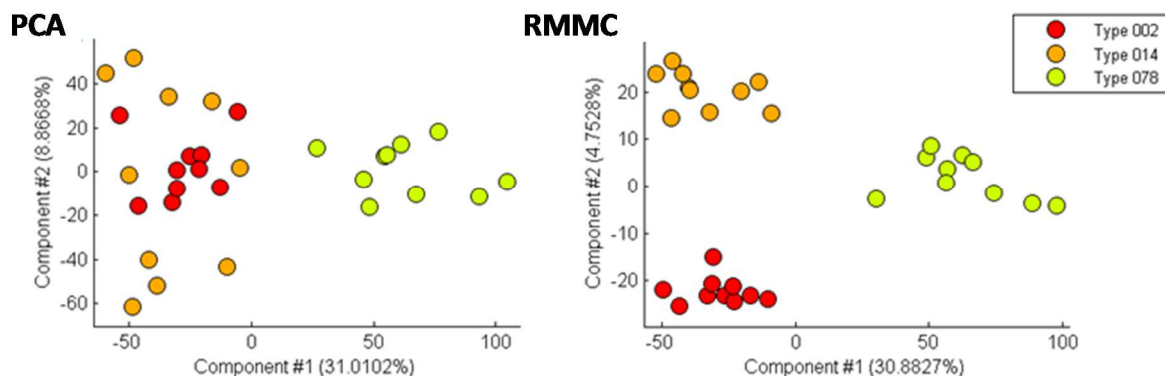 PCA
RMMC
Type 002
Type 014
Type 078
Component #2 (8.8668%)
40
20
0
-20
-40
-60
-50
0
50
100
Component #1 (31.0102%)
Component #2 (4.7528%)
20
10
0
-10
-20
-50
0
50
100
Component #1 (30.8827%)